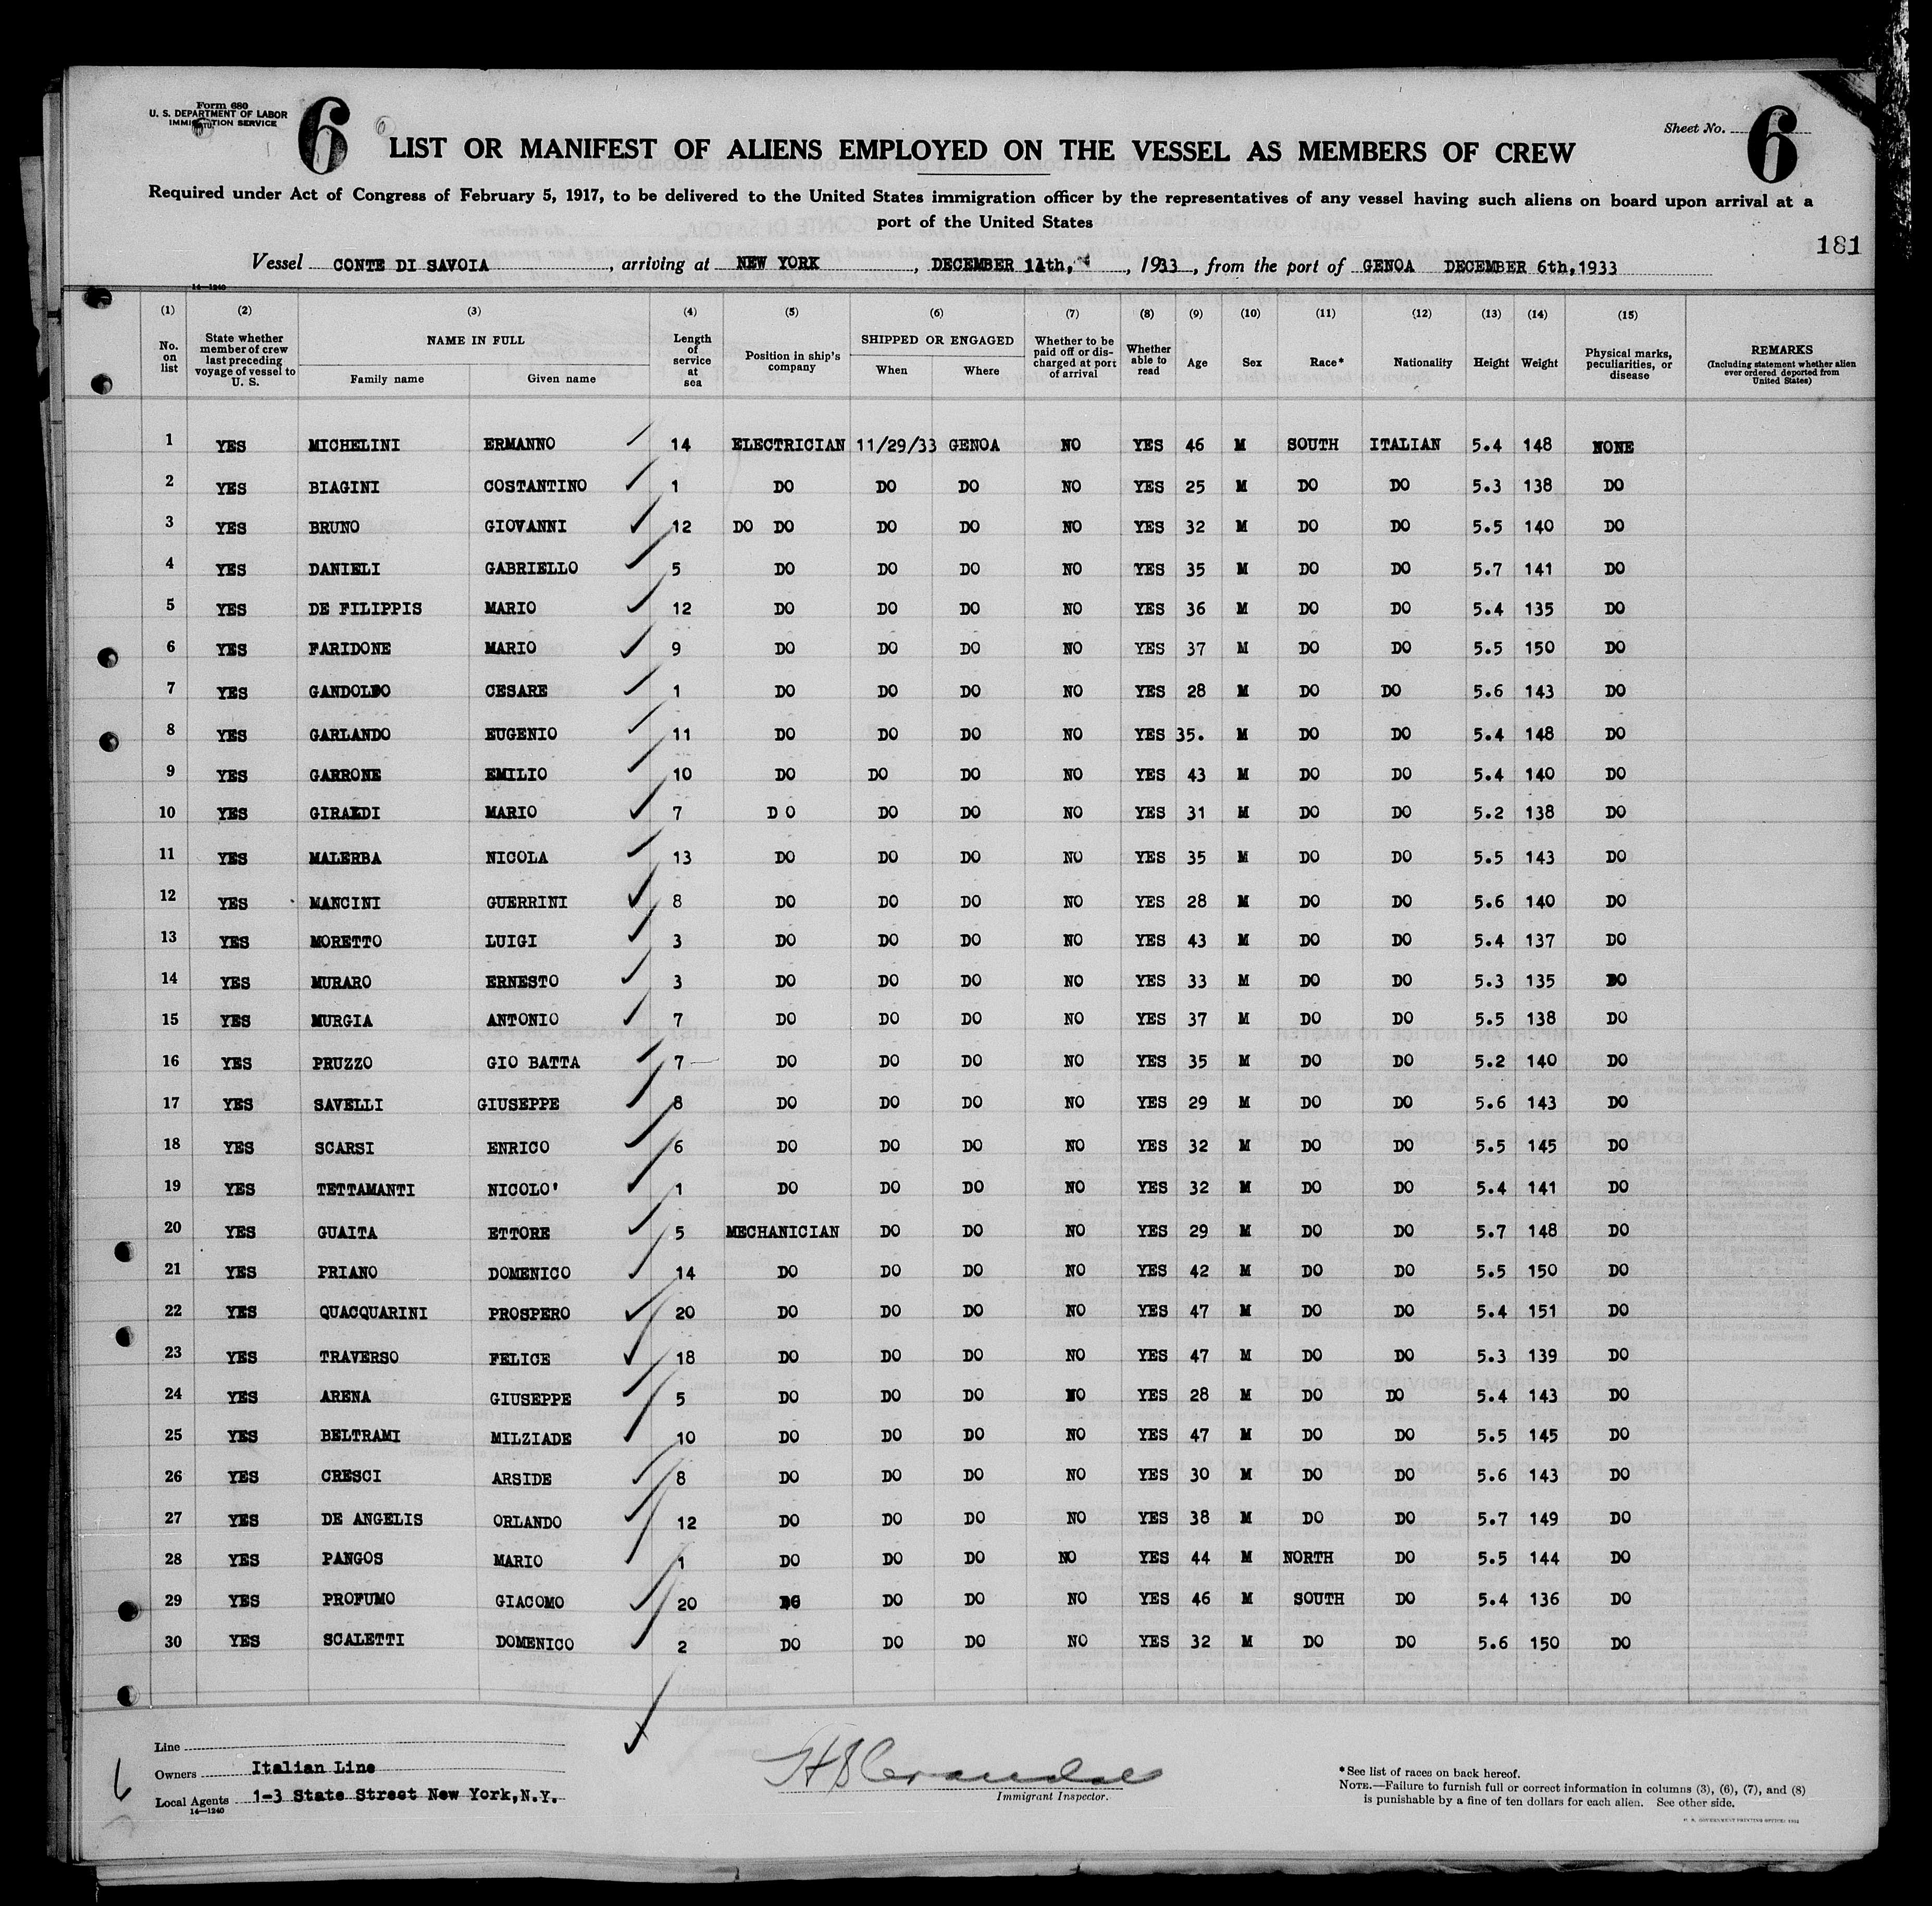 Form 680
U. S. DEPARTMENT OF LABOR
IMMIGRATION SERVICE
6
Sheet No. 6
LIST OR MANIFEST OF ALIENS EMPLOYED ON THE VESSEL AS MEMBERS OF CREW
Required under Act of Congress of February 5, 1917, to be delivered to the United States immigration officer by the representatives of any vessel having such aliens on board upon arrival at a
port of the United States
181
Vessel CONTE DI SAVOIA, arriving at NEW YORK, DECEMBER 11th, 1933, from the port of GENOA DECEMBER 6th, 1933
14—1240
(1) (2) (3) (4) (5) (6) (7) (8) (9) (10) (11) (12) (13) (14) (15)
No. on list State whether member of crew last preceding voyage of vessel to U. S. NAME IN FULL Family name Given name Length of service at sea Position in ship's company SHIPPED OR ENGAGED When Where Whether to be paid off or discharged at port of arrival Whether able to read Age Sex Race* Nationality Height Weight Physical marks, peculiarities, or disease REMARKS (Including statement whether alien ever ordered deported from United States)
1 YES MICHELINI ERMANNO 14 ELECTRICIAN 11/29/33 GENOA NO YES 46 M SOUTH ITALIAN 5.4 148 NONE
2 YES BIAGINI COSTANTINO 1 DO DO DO NO YES 25 M DO DO 5.3 138 DO
3 YES BRUNO GIOVANNI 12 DO DO DO DO NO YES 32 M DO DO 5.5 140 DO
4 YES DANIELI GABRIELLO 5 DO DO DO NO YES 35 M DO DO 5.7 141 DO
5 YES DE FILIPPIS MARIO 12 DO DO DO NO YES 36 M DO DO 5.4 135 DO
6 YES FARIDONE MARIO 9 DO DO DO NO YES 37 M DO DO 5.5 150 DO
7 YES GANDOLDO CESARE 1 DO DO DO NO YES 28 M DO DO 5.6 143 DO
8 YES GARLANDO EUGENIO 11 DO DO DO NO YES 35. M DO DO 5.4 148 DO
9 YES GARRONE EMILIO 10 DO DO DO NO YES 43 M DO DO 5.4 140 DO
10 YES GIRALDI MARIO 7 D O DO DO NO YES 31 M DO DO 5.2 138 DO
11 YES MALERBA NICOLA 13 DO DO DO NO YES 35 M DO DO 5.5 143 DO
12 YES MANCINI GUERRINI 8 DO DO DO NO YES 28 M DO DO 5.6 140 DO
13 YES MORETTO LUIGI 3 DO DO DO NO YES 43 M DO DO 5.4 137 DO
14 YES MURARO ERNESTO 3 DO DO DO NO YES 33 M DO DO 5.3 135 DO
15 YES MURGIA ANTONIO 7 DO DO DO NO YES 37 M DO DO 5.5 138 DO
16 YES PRUZZO GIO BATTA 7 DO DO DO NO YES 35 M DO DO 5.2 140 DO
17 YES SAVELLI GIUSEPPE 8 DO DO DO NO YES 29 M DO DO 5.6 143 DO
18 YES SCARSI ENRICO 6 DO DO DO NO YES 32 M DO DO 5.5 145 DO
19 YES TETTAMANTI NICOLO' 1 DO DO DO NO YES 32 M DO DO 5.4 141 DO
20 YES GUAITA ETTORE 5 MECHANICIAN DO DO NO YES 29 M DO DO 5.7 148 DO
21 YES PRIANO DOMENICO 14 DO DO DO NO YES 42 M DO DO 5.5 150 DO
22 YES QUACQUARINI PROSPERO 20 DO DO DO NO YES 47 M DO DO 5.4 151 DO
23 YES TRAVERSO FELICE 18 DO DO DO NO YES 47 M DO DO 5.3 139 DO
24 YES ARENA GIUSEPPE 5 DO DO DO NO YES 28 M DO DO 5.4 143 DO
25 YES BELTRAMI MILZIADE 10 DO DO DO NO YES 47 M DO DO 5.5 145 DO
26 YES CRESCI ARSIDE 8 DO DO DO NO YES 30 M DO DO 5.6 143 DO
27 YES DE ANGELIS ORLANDO 12 DO DO DO NO YES 38 M DO DO 5.7 149 DO
28 YES PANGOS MARIO 1 DO DO DO NO YES 44 M NORTH DO 5.5 144 DO
29 YES PROFUMO GIACOMO 20 DO DO DO NO YES 46 M SOUTH DO 5.4 136 DO
30 YES SCALETTI DOMENICO 2 DO DO DO NO YES 32 M DO DO 5.6 150 DO
Line
Owners Italian Line
Local Agents 1-3 State Street New York, N.Y.
14—1240
6
Immigrant Inspector.
*See list of races on back hereof.
NOTE.—Failure to furnish full or correct information in columns (3), (6), (7), and (8)
is punishable by a fine of ten dollars for each alien. See other side.